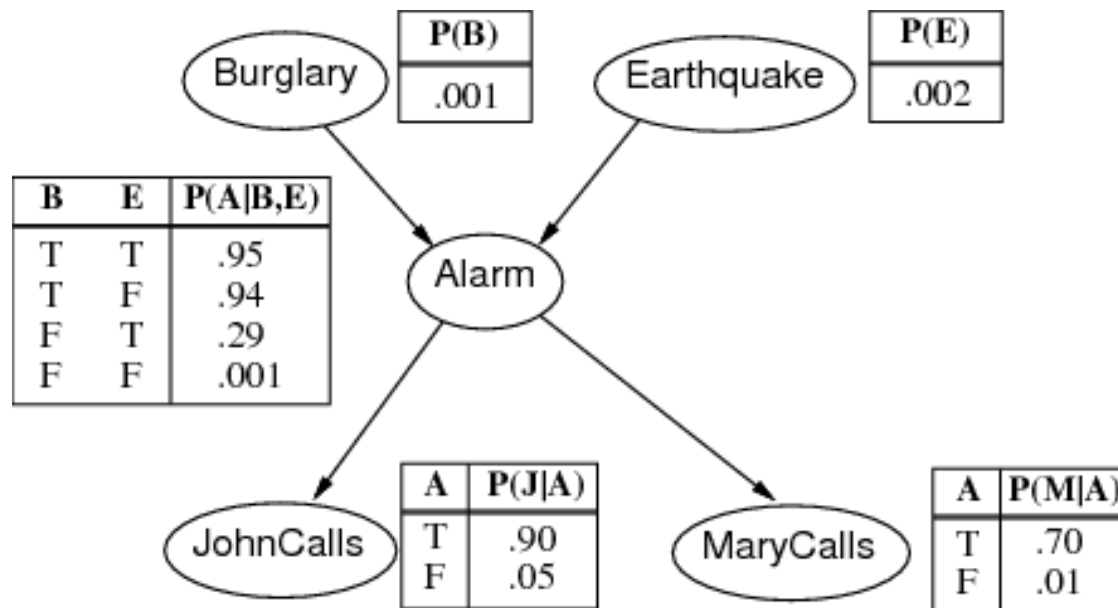 Burglary
P(B)
.001
Earthquake
P(E)
.002
B E P(A|B,E)
T T .95
T F .94
F T .29
F F .001
Alarm
JohnCalls
A P(J|A)
T .90
F .05
MaryCalls
A P(M|A)
T .70
F .01